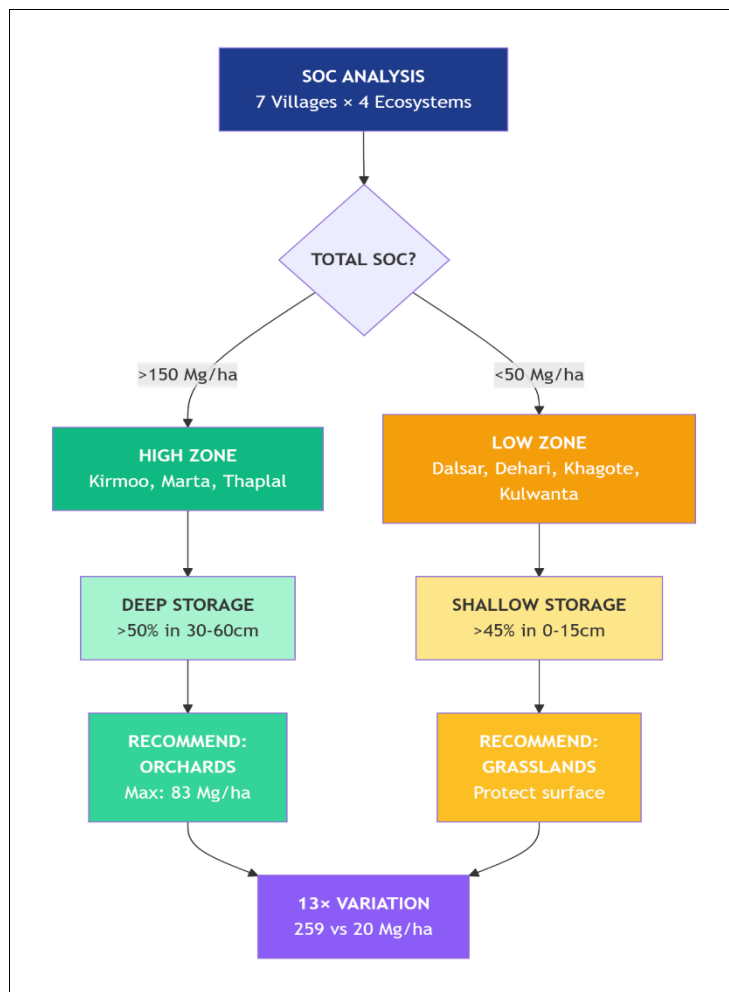 SOC ANALYSIS
7 Villages × 4 Ecosystems
TOTAL SOC?
>150 Mg/ha
<50 Mg/ha
HIGH ZONE
Kirmoo, Marta, Thaplal
LOW ZONE
Dalsar, Dehari, Khagote,
Kulwanta
DEEP STORAGE
>50% in 30-60cm
SHALLOW STORAGE
>45% in 0-15cm
RECOMMEND:
ORCHARDS
Max: 83 Mg/ha
RECOMMEND:
GRASSLANDS
Protect surface
13× VARIATION
259 vs 20 Mg/ha